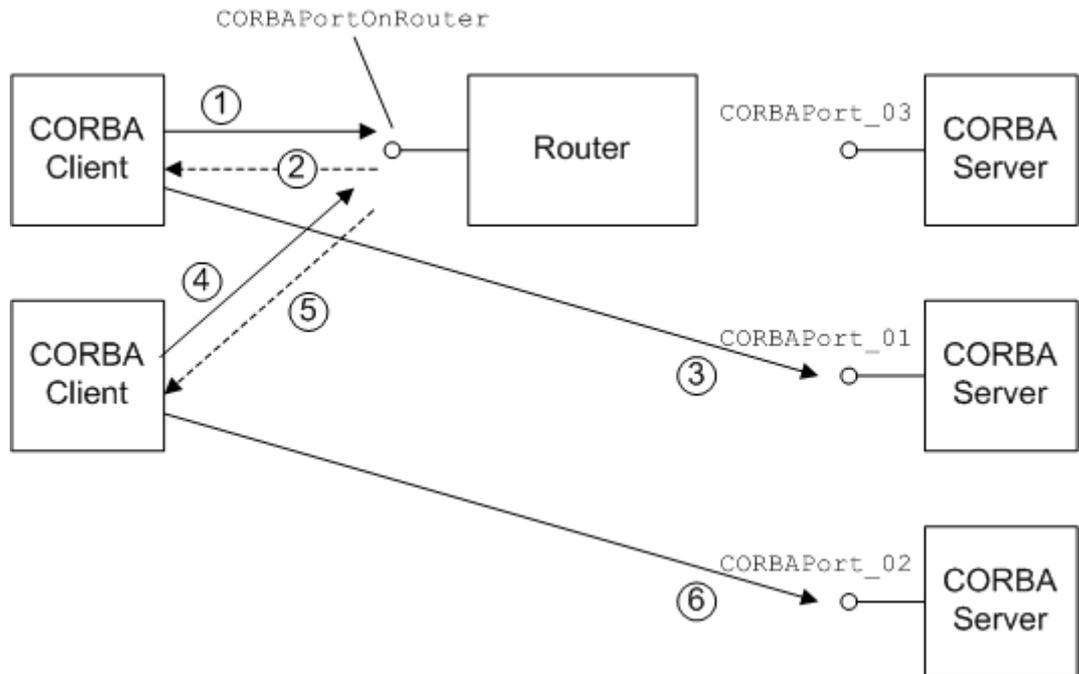 CORBAPortOnRouter
CORBA
Client
1
2
Router
CORBAPort_03
CORBA
Server
4
5
CORBA
Client
3
CORBAPort_01
CORBA
Server
6
CORBAPort_02
CORBA
Server